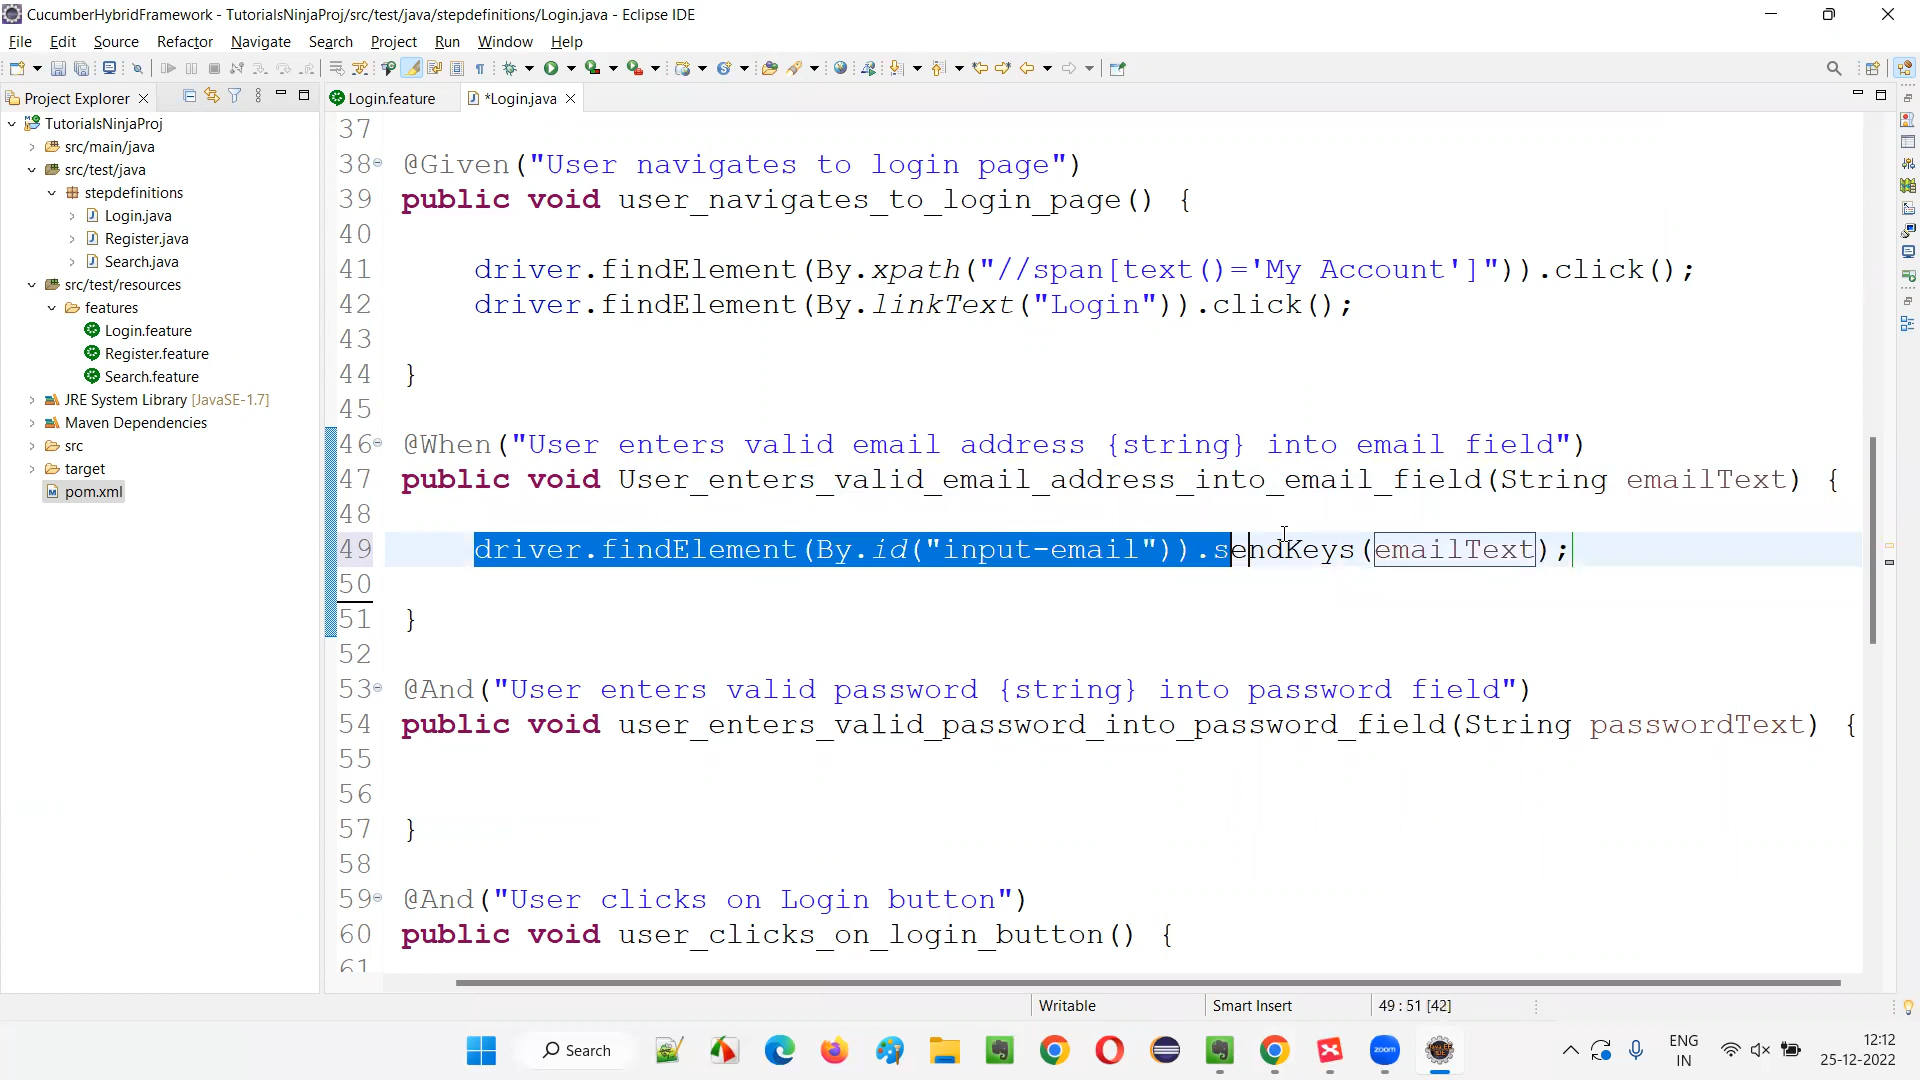 CucumberHybridFramework - TutorialsNinjaProj/src/test/java/stepdefinitions/Login.java - Eclipse IDE
File Edit Source Refactor Navigate Search Project Run Window Help
Project Explorer
TutorialsNinjaProj
src/main/java
src/test/java
stepdefinitions
Login.java
Register.java
Search.java
src/test/resources
features
Login.feature
Register.feature
Search.feature
JRE System Library [JavaSE-1.7]
Maven Dependencies
src
target
pom.xml
Login.feature *Login.java
37
38 @Given("User navigates to login page")
39 public void user_navigates_to_login_page() {
40
41 driver.findElement(By.xpath("//span[text()='My Account']")).click();
42 driver.findElement(By.linkText("Login")).click();
43
44 }
45
46 @When("User enters valid email address {string} into email field")
47 public void User_enters_valid_email_address_into_email_field(String emailText) {
48
49 driver.findElement(By.id("input-email")).sendKeys(emailText);
50
51 }
52
53 @And("User enters valid password {string} into password field")
54 public void user_enters_valid_password_into_password_field(String passwordText) {
55
56
57 }
58
59 @And("User clicks on Login button")
60 public void user_clicks_on_login_button() {
61
Writable Smart Insert 49 : 51 [42]
Search
zoom
ENG
IN
12:12
25-12-2022